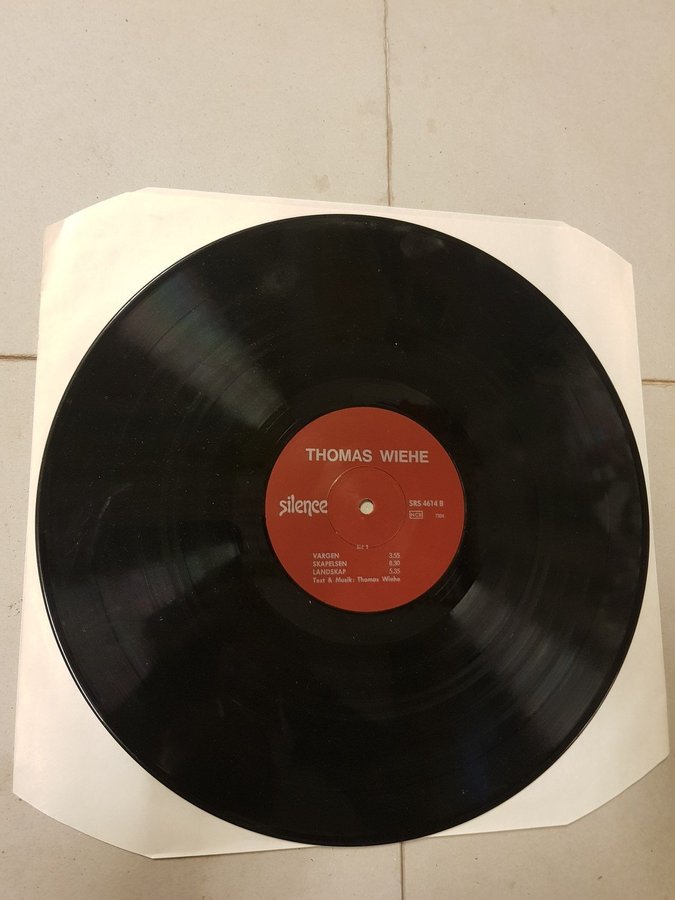 THOMAS WIEHE
silence
SRS 4614 B
NCB
VARGEN 3.55
SKAPELSEN 8.30
LANDSKAP 5.35
Text & Musik: Thomas Wiehe